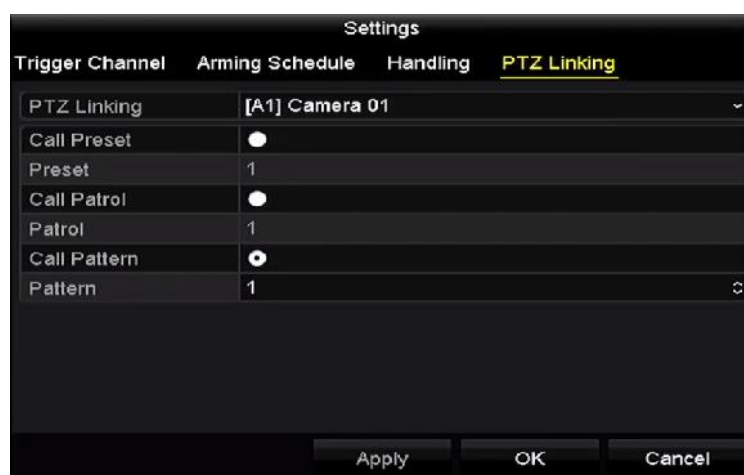 Settings
Trigger Channel Arming Schedule Handling PTZ Linking
PTZ Linking [A1] Camera 01
Call Preset
Preset 1
Call Patrol
Patrol 1
Call Pattern
Pattern 1
Apply OK Cancel